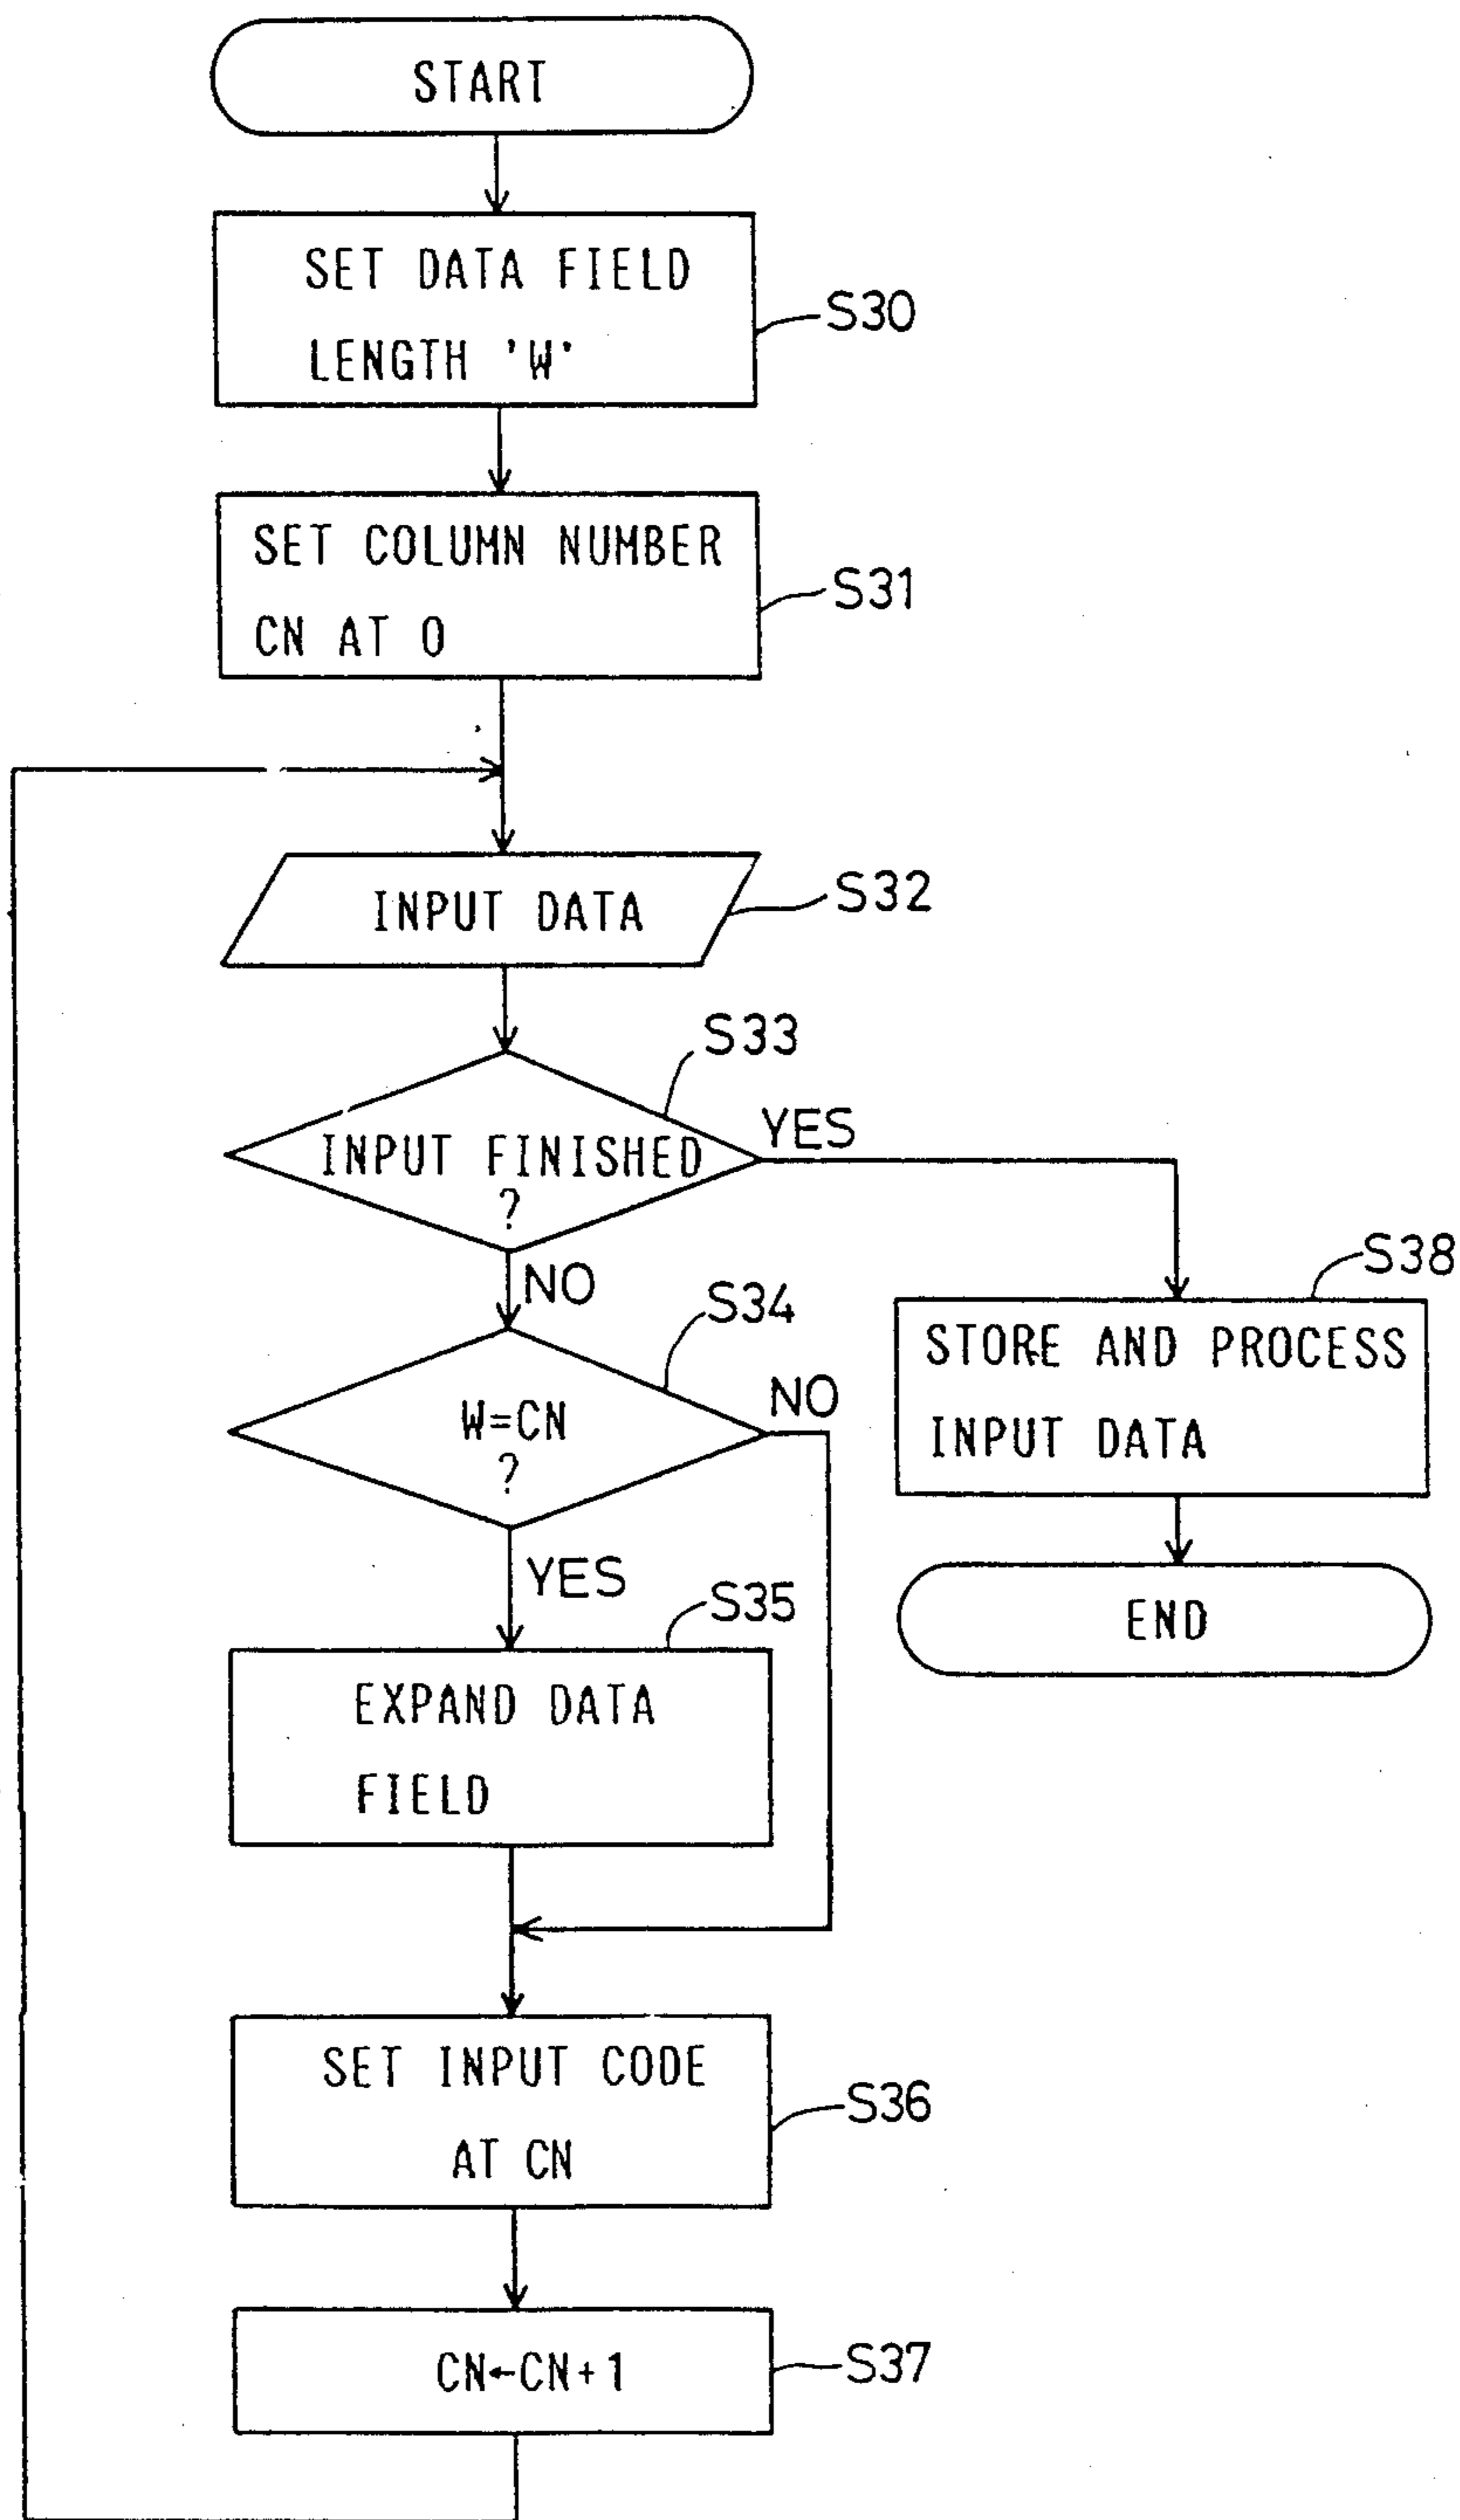 START
SET DATA FIELD
LENGTH 'W'
S30
SET COLUMN NUMBER
CN AT 0
S31
INPUT DATA
S32
S33
INPUT FINISHED
?
YES
NO
S34
W=CN
?
NO
YES
S38
STORE AND PROCESS
INPUT DATA
END
S35
EXPAND DATA
FIELD
SET INPUT CODE
AT CN
S36
CN←CN+1
S37